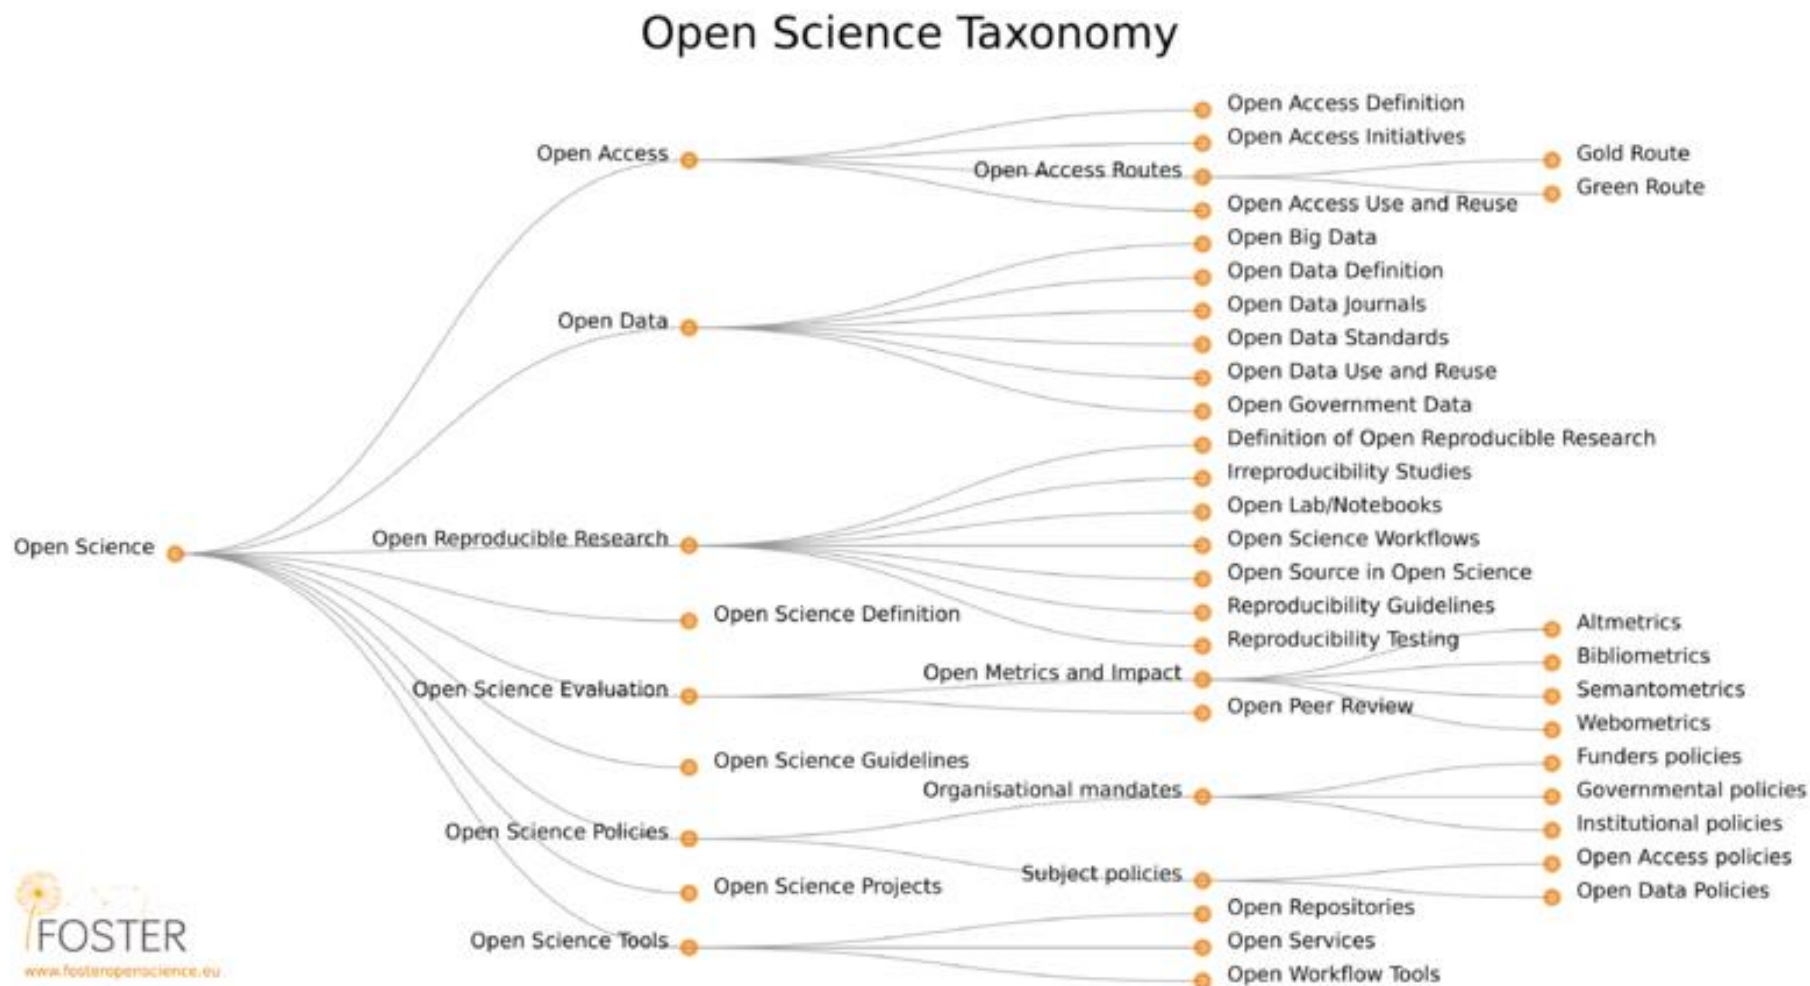 Open Science Taxonomy
Open Access Definition
Open Access Initiatives
Open Access
Gold Route
Open Access Routes
Green Route
Open Access Use and Reuse
Open Big Data
Open Data Definition
Open Data Journals
Open Data
Open Data Standards
Open Data Use and Reuse
Open Government Data
Definition of Open Reproducible Research
Irreproducibility Studies
Open Lab/Notebooks
Open Reproducible Research
Open Science Workflows
Open Science
Open Source in Open Science
Reproducibility Guidelines
Open Science Definition
Altmetrics
Reproducibility Testing
Bibliometrics
Open Metrics and Impact
Open Science Evaluation
Semantometrics
Open Peer Review
Webometrics
Funders policies
Open Science Guidelines
Organisational mandates
Governmental policies
Institutional policies
Open Science Policies
Open Access policies
Subject policies
Open Science Projects
Open Data Policies
Open Repositories
FOSTER
Open Science Tools
Open Services
www.fosteropenscience.eu
Open Workflow Tools